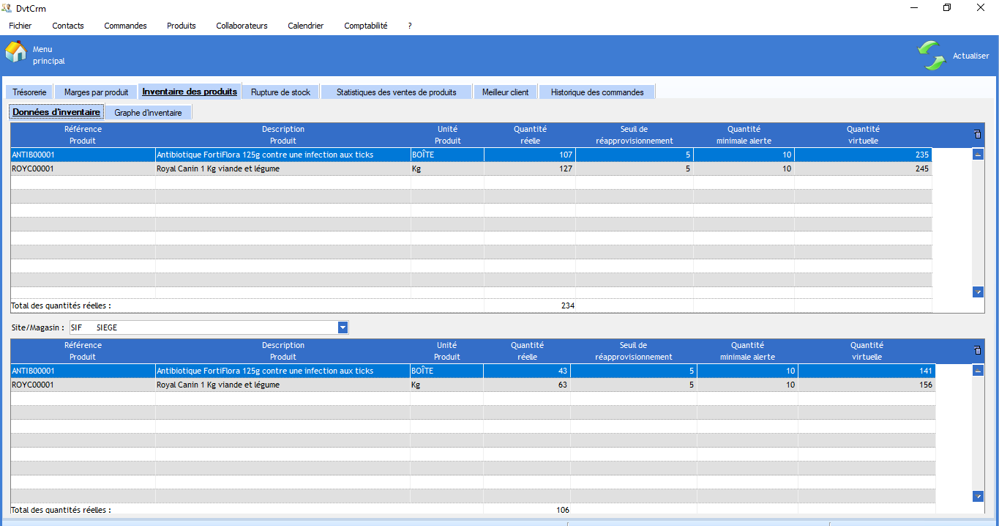 DvtCrm
Fichier Contacts Commandes Produits Collaborateurs Calendrier Comptabilité ?
Menu
principal
Actualiser
Trésorerie Marges par produit Inventaire des produits Rupture de stock Statistiques des ventes de produits Meilleur client Historique des commandes
Données d'inventaire Graphe d'inventaire
Référence Description Unité Quantité Seuil de Quantité Quantité
Produit Produit Produit réelle réapprovisionnement minimale alerte virtuelle
ANTIB00001 Antibiotique FortiFlora 125g contre une infection aux ticks BOÎTE 107 5 10 235
ROYC00001 Royal Canin 1 Kg viande et légume Kg 127 5 10 245
Total des quantités réelles : 234
Site/Magasin : SIF SIEGE
Référence Description Unité Quantité Seuil de Quantité Quantité
Produit Produit Produit réelle réapprovisionnement minimale alerte virtuelle
ANTIB00001 Antibiotique FortiFlora 125g contre une infection aux ticks BOÎTE 43 5 10 141
ROYC00001 Royal Canin 1 Kg viande et légume Kg 63 5 10 156
Total des quantités réelles : 106